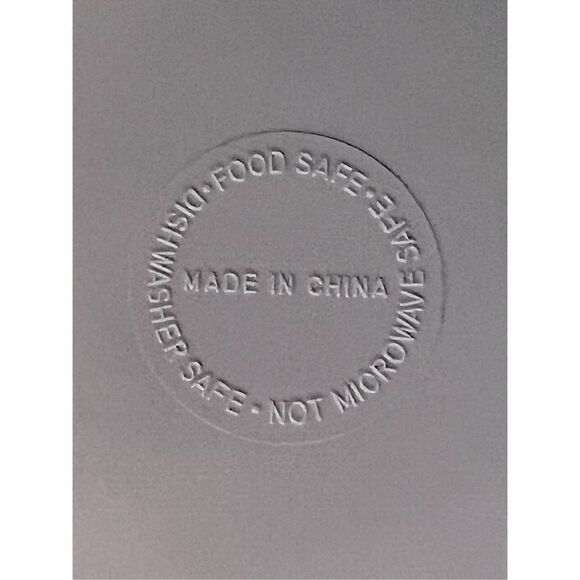 FOOD SAFE • NOT MICROWAVE SAFE • DISHWASHER SAFE •
MADE IN CHINA